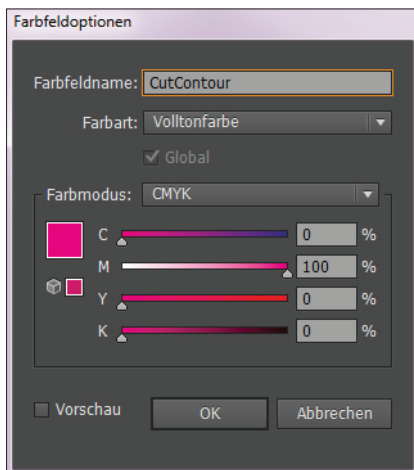 Farbfeldoptionen
Farbfeldname: CutContour
Farbart: Volltonfarbe
Global
Farbmodus: CMYK
C 0 %
M 100 %
Y 0 %
K 0 %
Vorschau OK Abbrechen